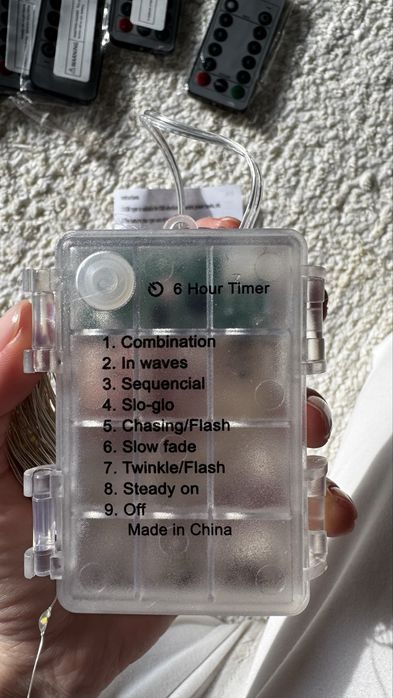 WARNING
6 Hour Timer
1. Combination
2. In waves
3. Sequencial
4. Slo-glo
5. Chasing/Flash
6. Slow fade
7. Twinkle/Flash
8. Steady on
9. Off
Made in China